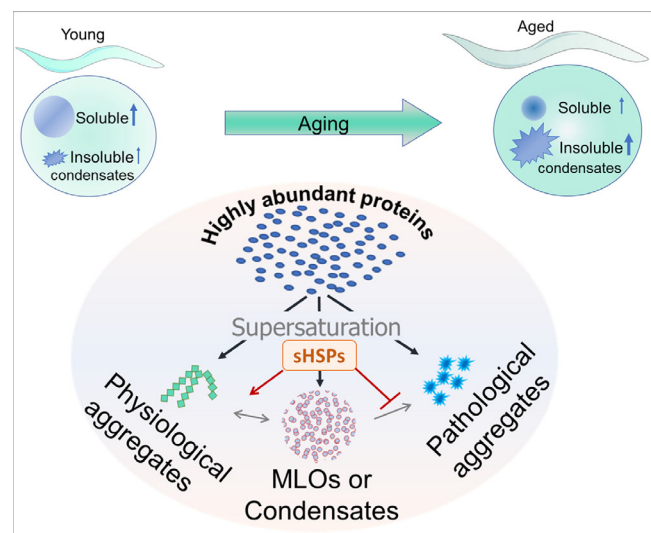 Young
Aged
Soluble
Insoluble
condensates
Aging
Soluble
Insoluble
condensates
Highly abundant proteins
Supersaturation
sHSPs
Physiological
aggregates
MLOs or
Condensates
Pathological
aggregates